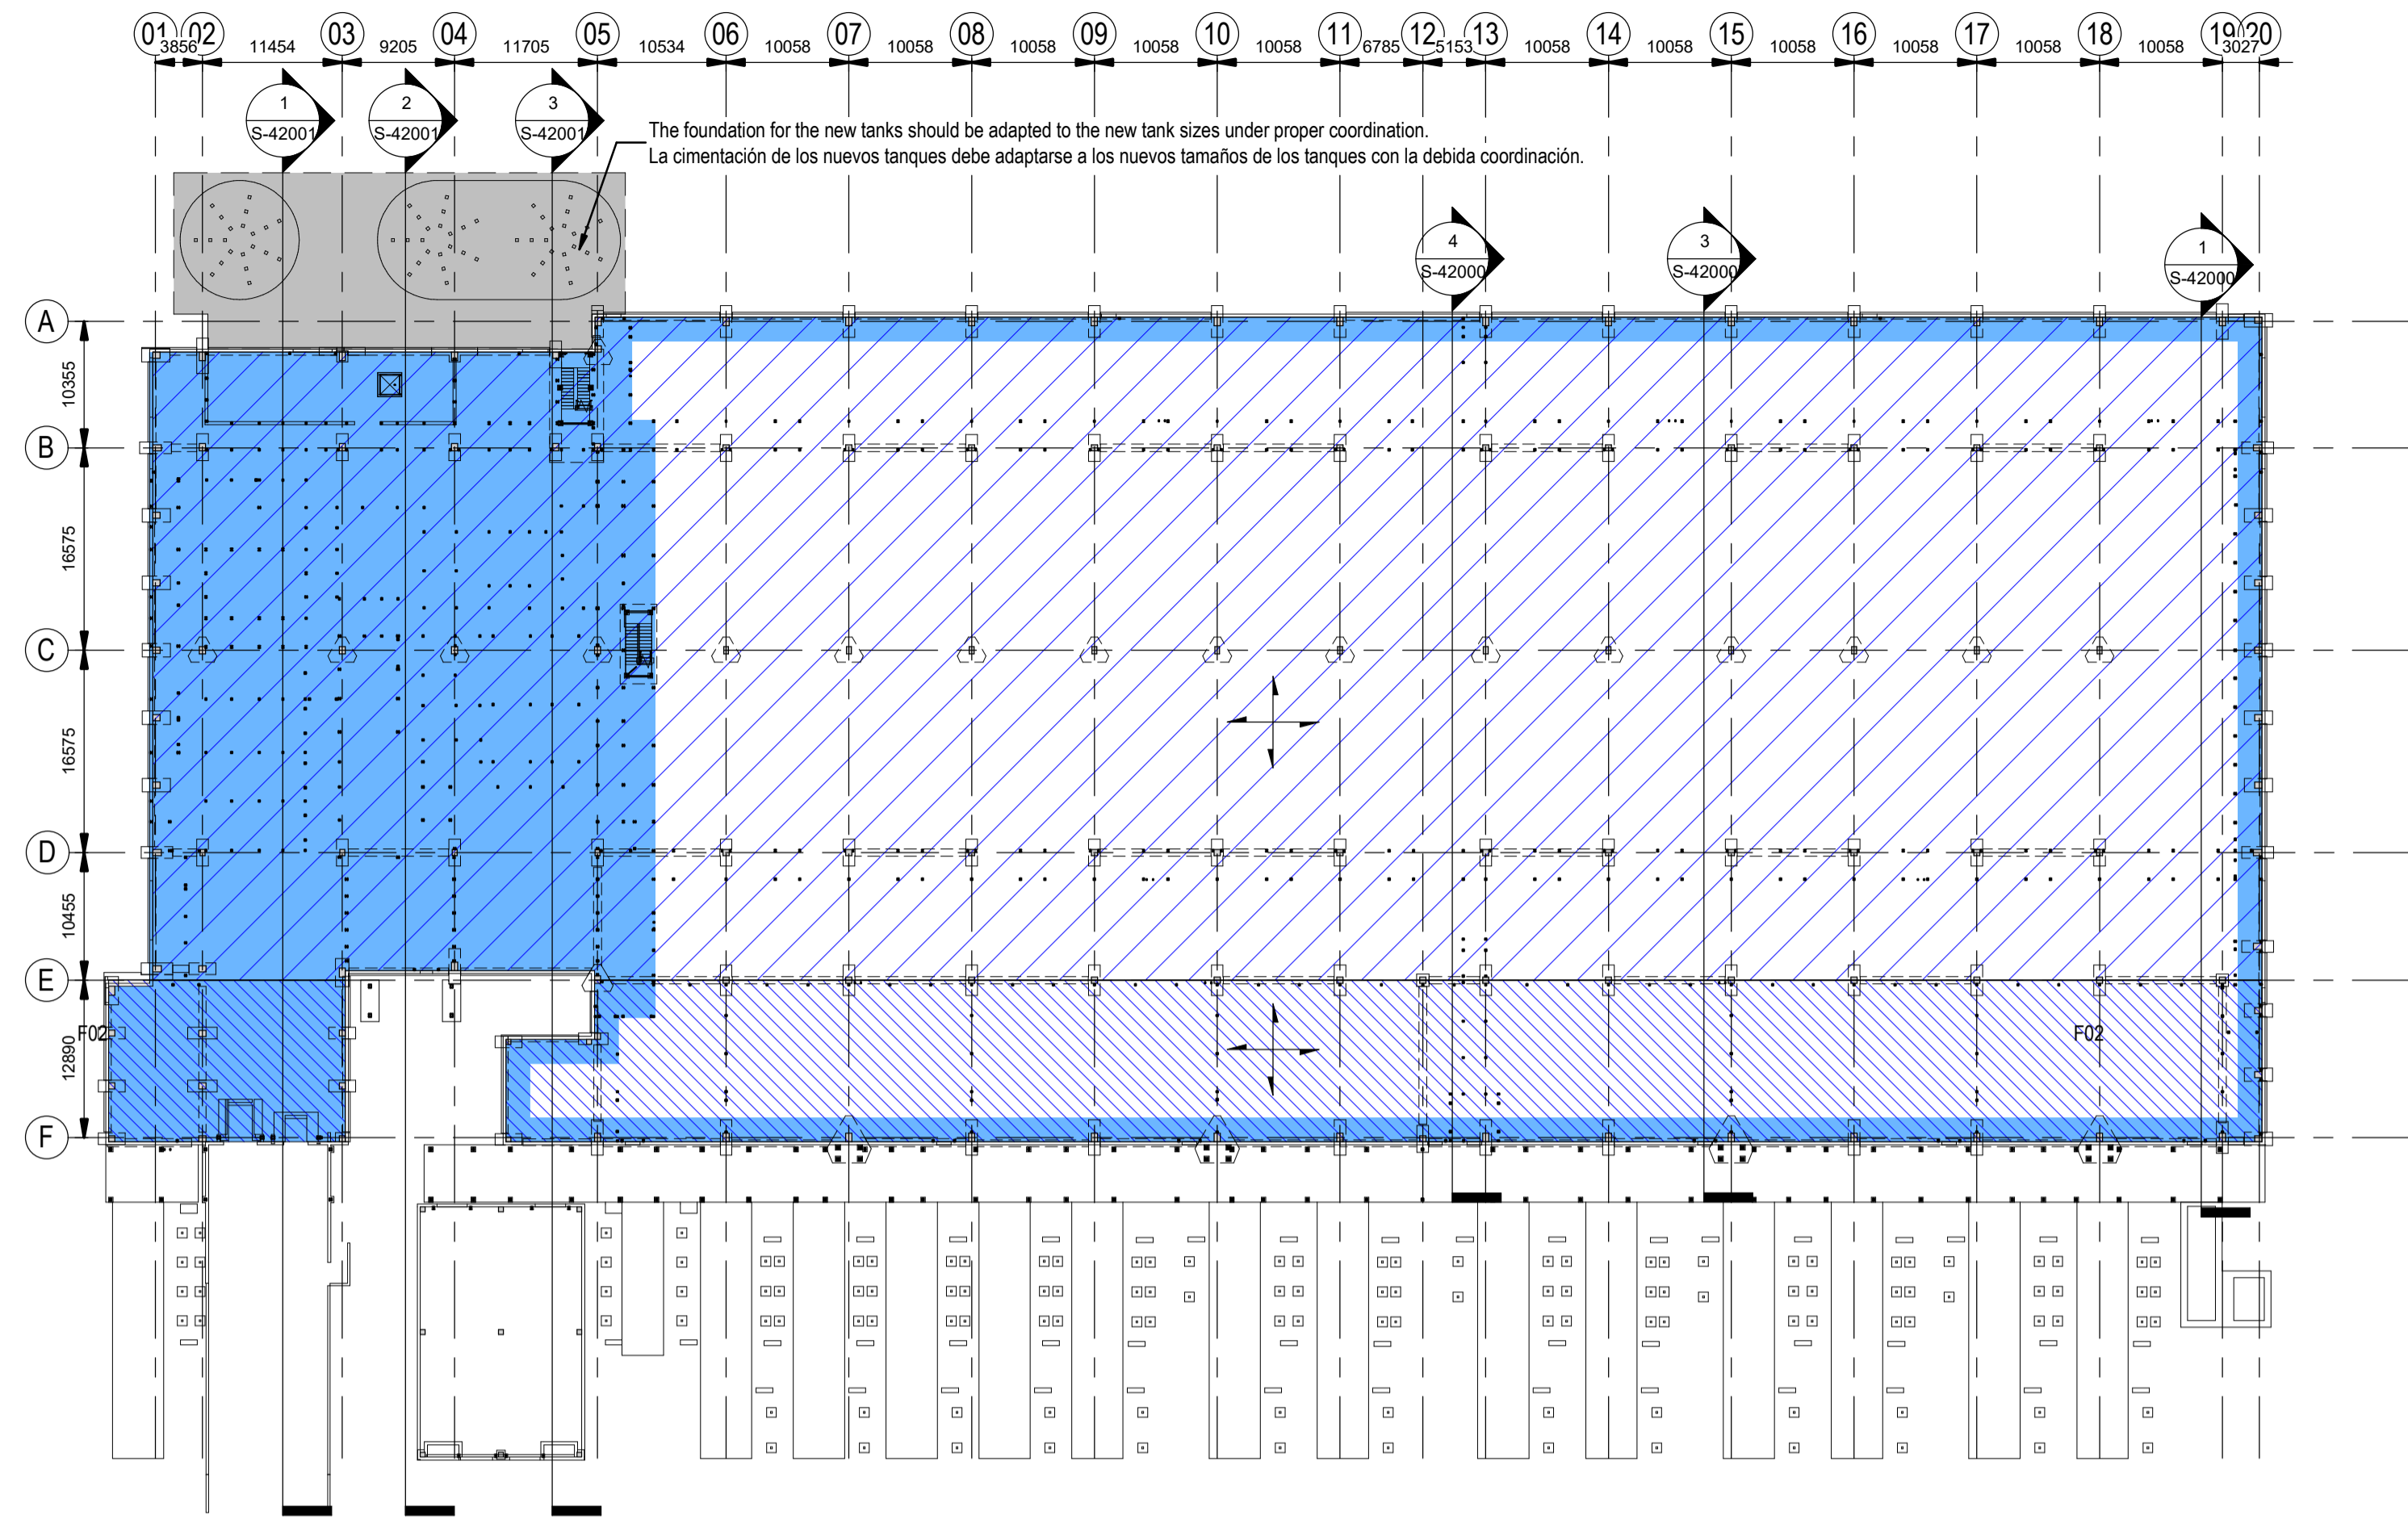 01 02 03 04 05 06 07 08 09 10 11 12 13 14 15 16 17 18 19 20
3856 11454 9205 11705 10534 10058 10058 10058 10058 10058 6785 5153 10058 10058 10058 10058 10058 10058 3027
1 2 3
S-42001 S-42001 S-42001
The foundation for the new tanks should be adapted to the new tank sizes under proper coordination.
La cimentación de los nuevos tanques debe adaptarse a los nuevos tamaños de los tanques con la debida coordinación.
4 3 1
S-42000 S-42000 S-42000
A
10355
B
16575
C
16575
D
10455
E
F02 F02
12890
F